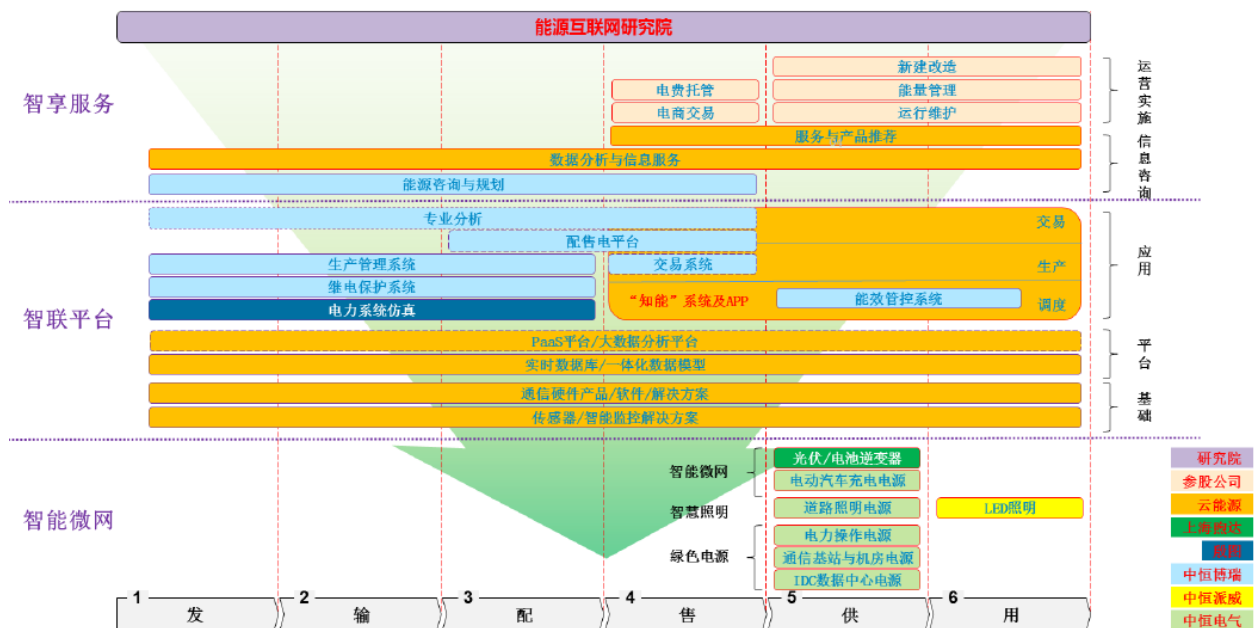 能源互联网研究院
智享服务
新建改造
电费托管
能量管理
电商交易
运行维护
服务与产品推荐
数据分析与信息服务
能源咨询与规划
运营实施
信息咨询
智联平台
专业分析
交易
配售电平台
生产管理系统
交易系统
生产
继电保护系统
“知能”系统及APP
能效管控系统
调度
电力系统仿真
应用
PaaS平台/大数据分析平台
实时数据库/一体化数据模型
平台
通信硬件产品/软件/解决方案
传感器/智能监控解决方案
基础
智能微网
智能微网
光伏/电池逆变器
电动汽车充电电源
智慧照明
道路照明电源
LED照明
绿色电源
电力操作电源
通信基站与机房电源
IDC数据中心电源
研究院
参股公司
云能源
上海煦达
中恒博瑞
中恒派威
中恒电气
1 发
2 输
3 配
4 售
5 供
6 用